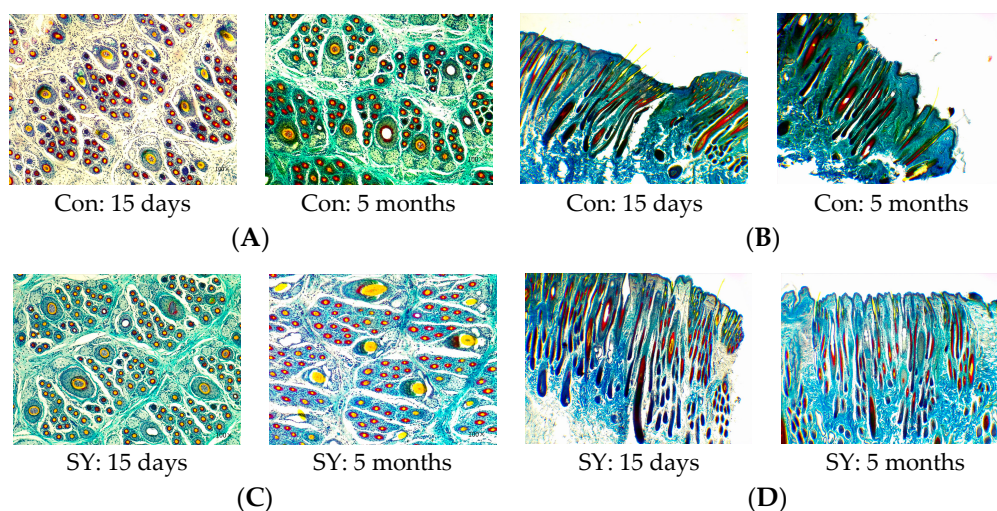 Con: 15 days
Con: 5 months
Con: 15 days
Con: 5 months
(A)
(B)
100X
SY: 15 days
SY: 5 months
SY: 15 days
SY: 5 months
(C)
(D)